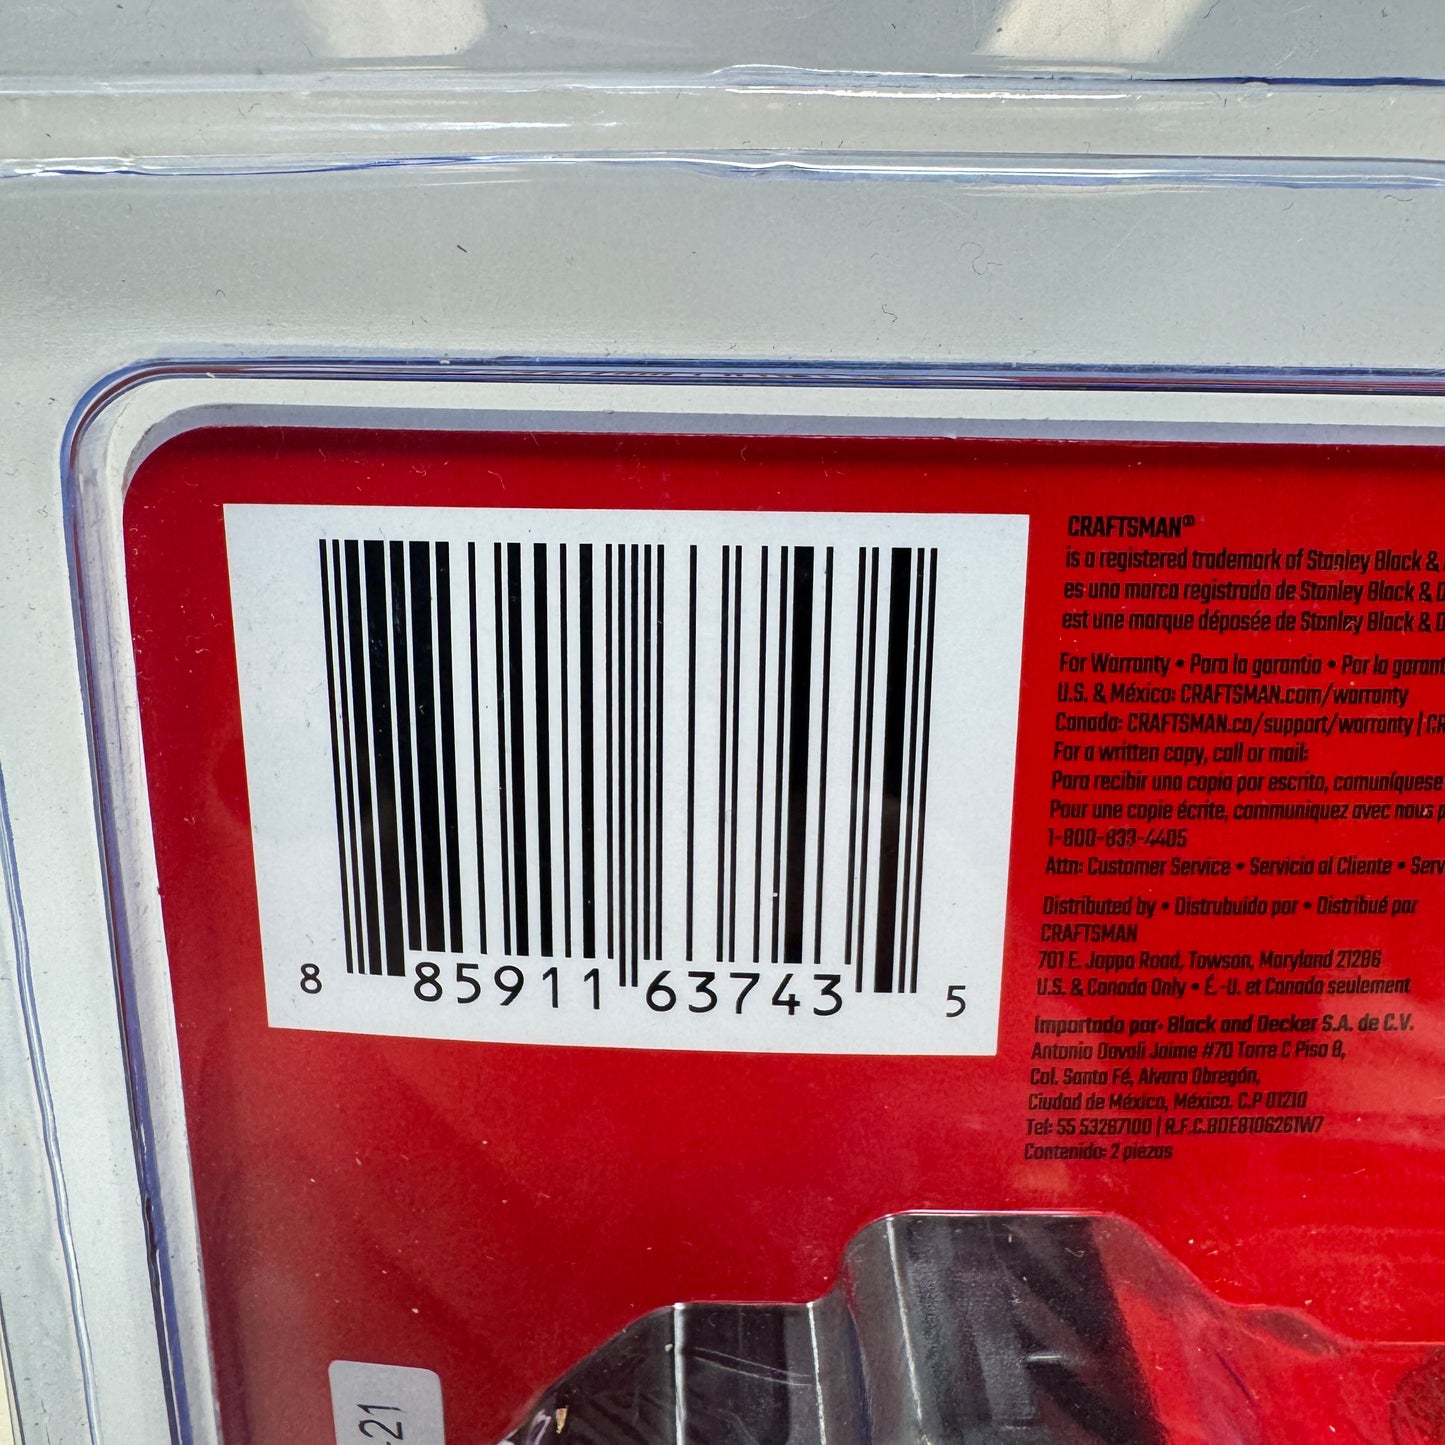 8 85911 63743 5
CRAFTSMAN®
is a registered trademark of Stanley Black &
es una marca registrada de Stanley Black &
est une marque déposée de Stanley Black &
For Warranty • Para la garantía • Por la
U.S. & México: CRAFTSMAN.com/warranty
Canada: CRAFTSMAN.ca/support/warranty |
For a written copy, call or mail:
Para recibir una copia por escrito, comuníquese
Pour une copie écrite, communiquez avec nous
1-800-833-4405
Attn: Customer Service • Servicio al Cliente •
Distributed by • Distrubuido por • Distribué par
CRAFTSMAN
701 E. Joppa Road, Towson, Maryland 21286
U.S. & Canada Only • É.-U. et Canada seulement
Importado por: Black and Decker S.A. de C.V.
Antonio Dovali Jaime #70 Torre C Piso 8,
Col. Santa Fé, Alvaro Obregón,
Ciudad de México, México. C.P 01210
Tel: 55 53267100 | R.F.C.BDE8106261W7
Contenido: 2 piezas
-21